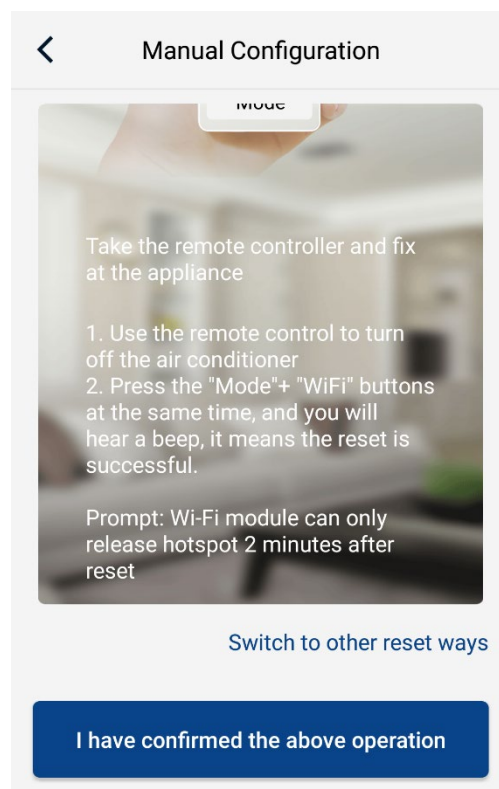 Manual Configuration
Mode
Take the remote controller and fix
at the appliance
1. Use the remote control to turn
off the air conditioner
2. Press the "Mode"+ "WiFi" buttons
at the same time, and you will
hear a beep, it means the reset is
successful.
Prompt: Wi-Fi module can only
release hotspot 2 minutes after
reset
Switch to other reset ways
I have confirmed the above operation